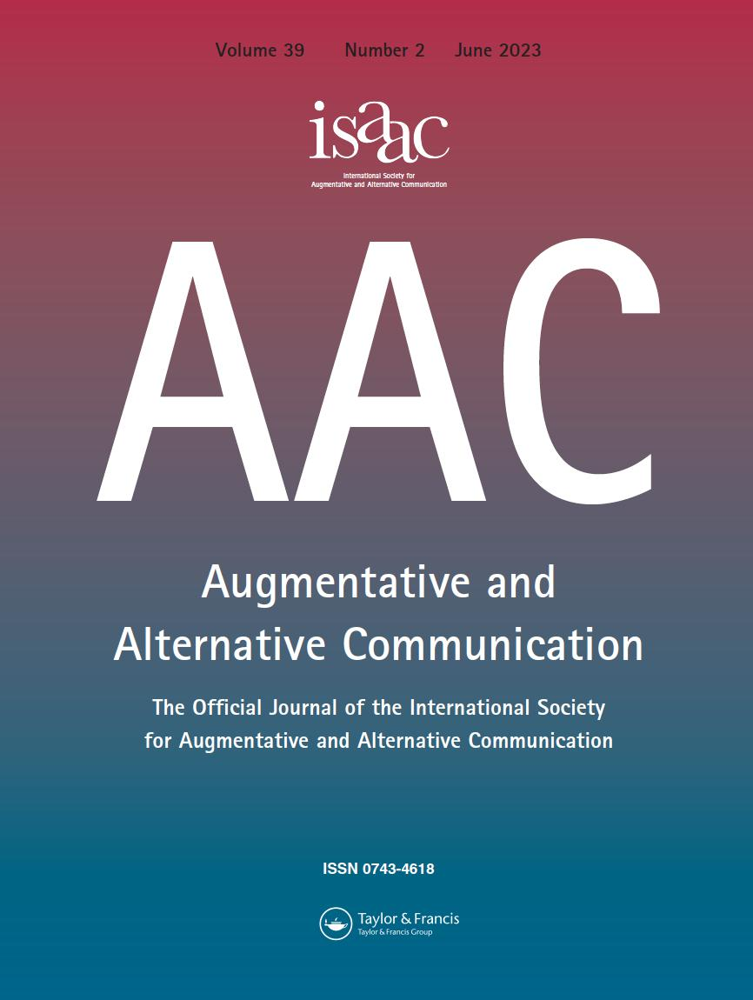 Volume 39 Number 2 June 2023
isaac
International Society for
Augmentative and Alternative Communication
AAC
Augmentative and
Alternative Communication
The Official Journal of the International Society
for Augmentative and Alternative Communication
ISSN 0743-4618
Taylor & Francis
Taylor & Francis Group